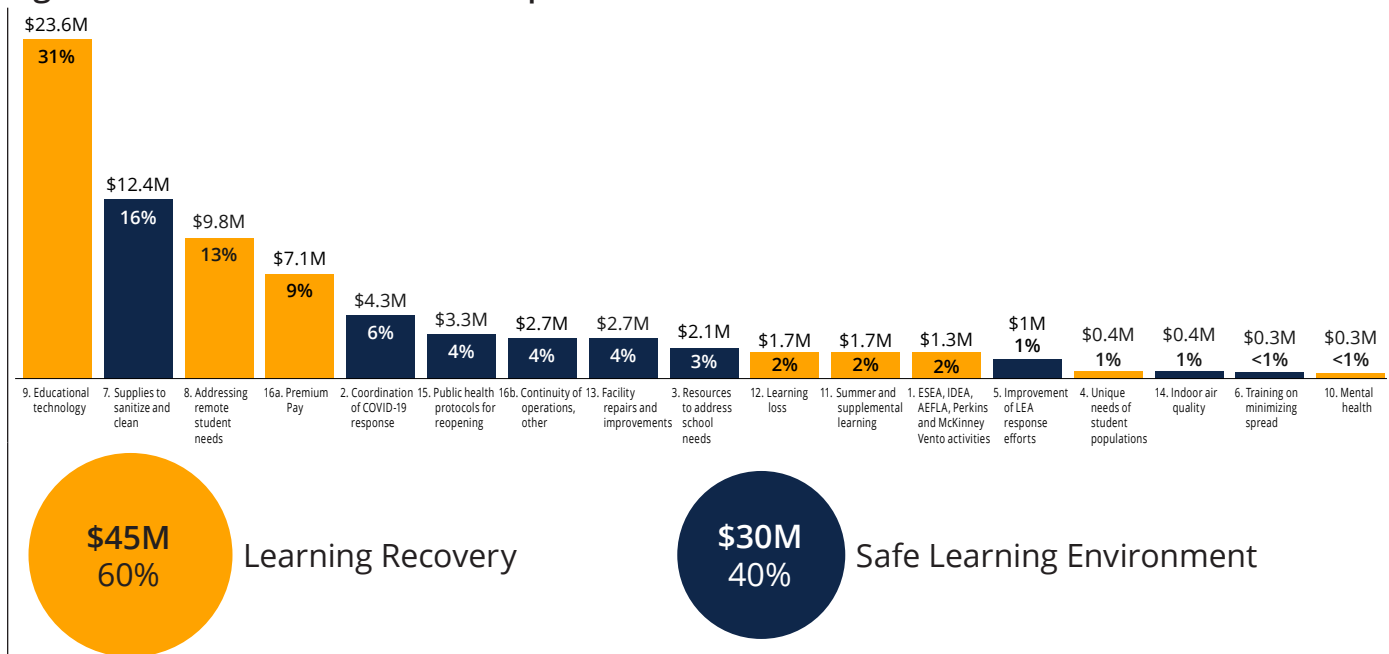 $23.6M
31%
$12.4M
16%
$9.8M
13%
$7.1M
9%
$4.3M
6%
$3.3M
4%
$2.7M
4%
$2.7M
4%
$2.1M
3%
$1.7M
2%
$1.7M
2%
$1.3M
2%
$1M
1%
$0.4M
1%
$0.4M
1%
$0.3M
<1%
$0.3M
<1%
9. Educational
technology
7. Supplies to
sanitize and
clean
8. Addressing
remote
student
needs
16a. Premium
Pay
2. Coordination
of COVID-19
response
15. Public health
protocols for
reopening
16b. Continuity of
operations,
other
13. Facility
repairs and
improvements
3. Resources
to address
school
needs
12. Learning
loss
11. Summer and
supplemental
learning
1. ESEA, IDEA,
AEFLA, Perkins
and McKinney
Vento activities
5. Improvement
of LEA
response
efforts
4. Unique
needs of
student
populations
14. Indoor air
quality
6. Training on
minimizing
spread
10. Mental
health
$45M
60%
Learning Recovery
$30M
40%
Safe Learning Environment